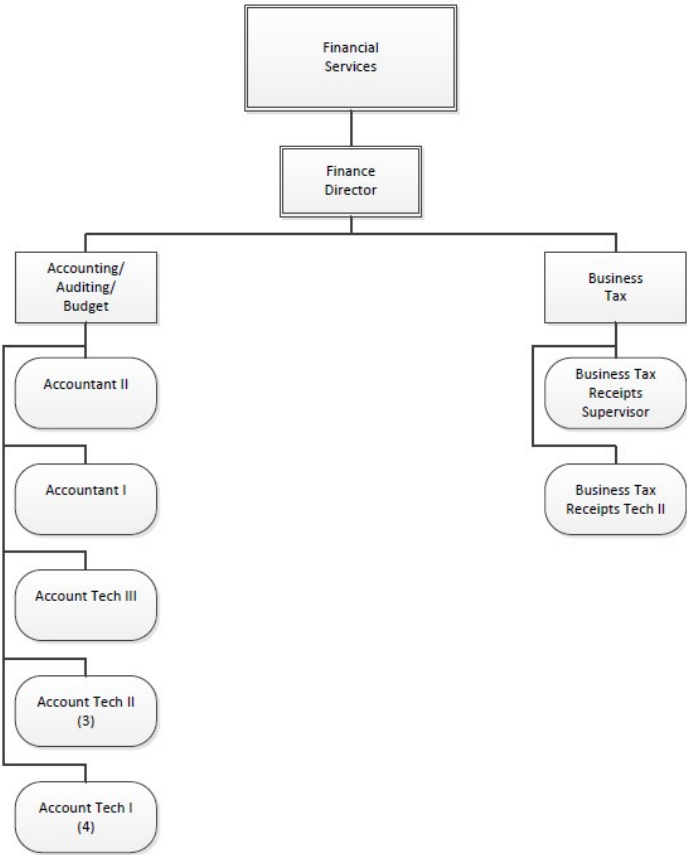 Financial
Services
Finance
Director
Accounting/
Auditing/
Budget
Business
Tax
Accountant II
Business Tax
Receipts
Supervisor
Accountant I
Business Tax
Receipts Tech II
Account Tech III
Account Tech II
(3)
Account Tech I
(4)